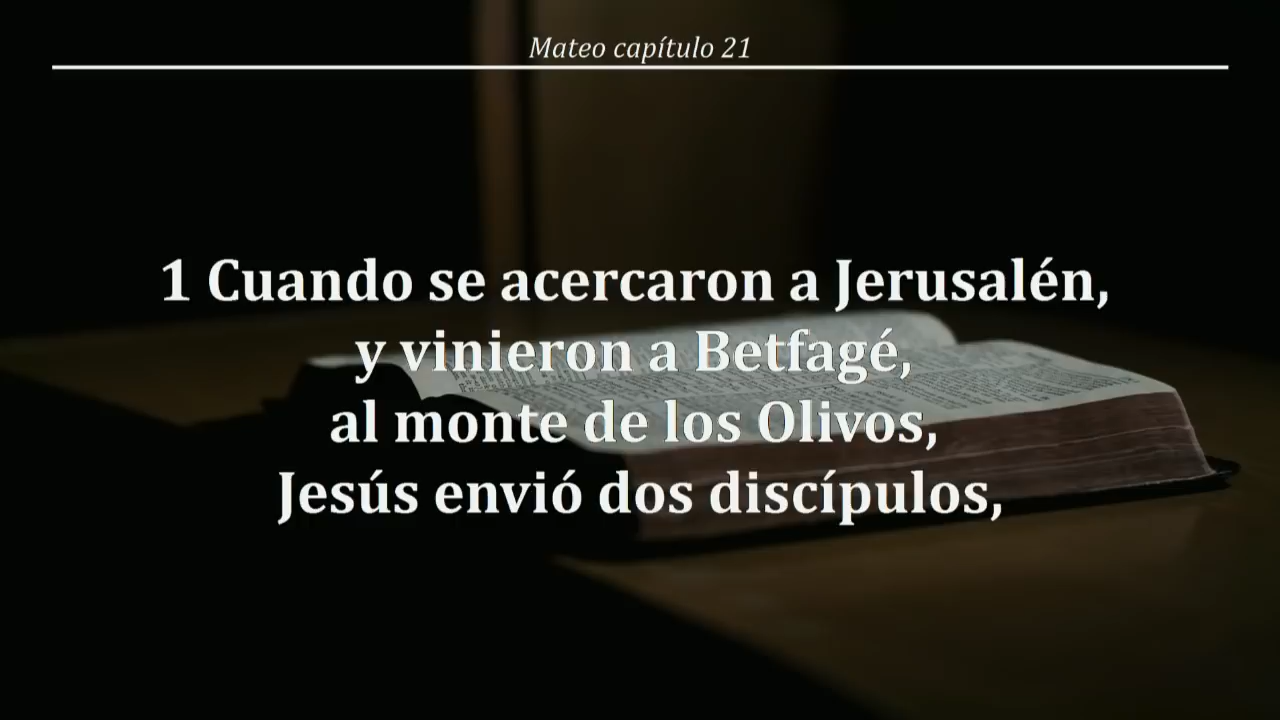 Mateo capítulo 21
1 Cuando se acercaron a Jerusalén,
y vinieron a Betfagé,
al monte de los Olivos,
Jesús envió dos discípulos,